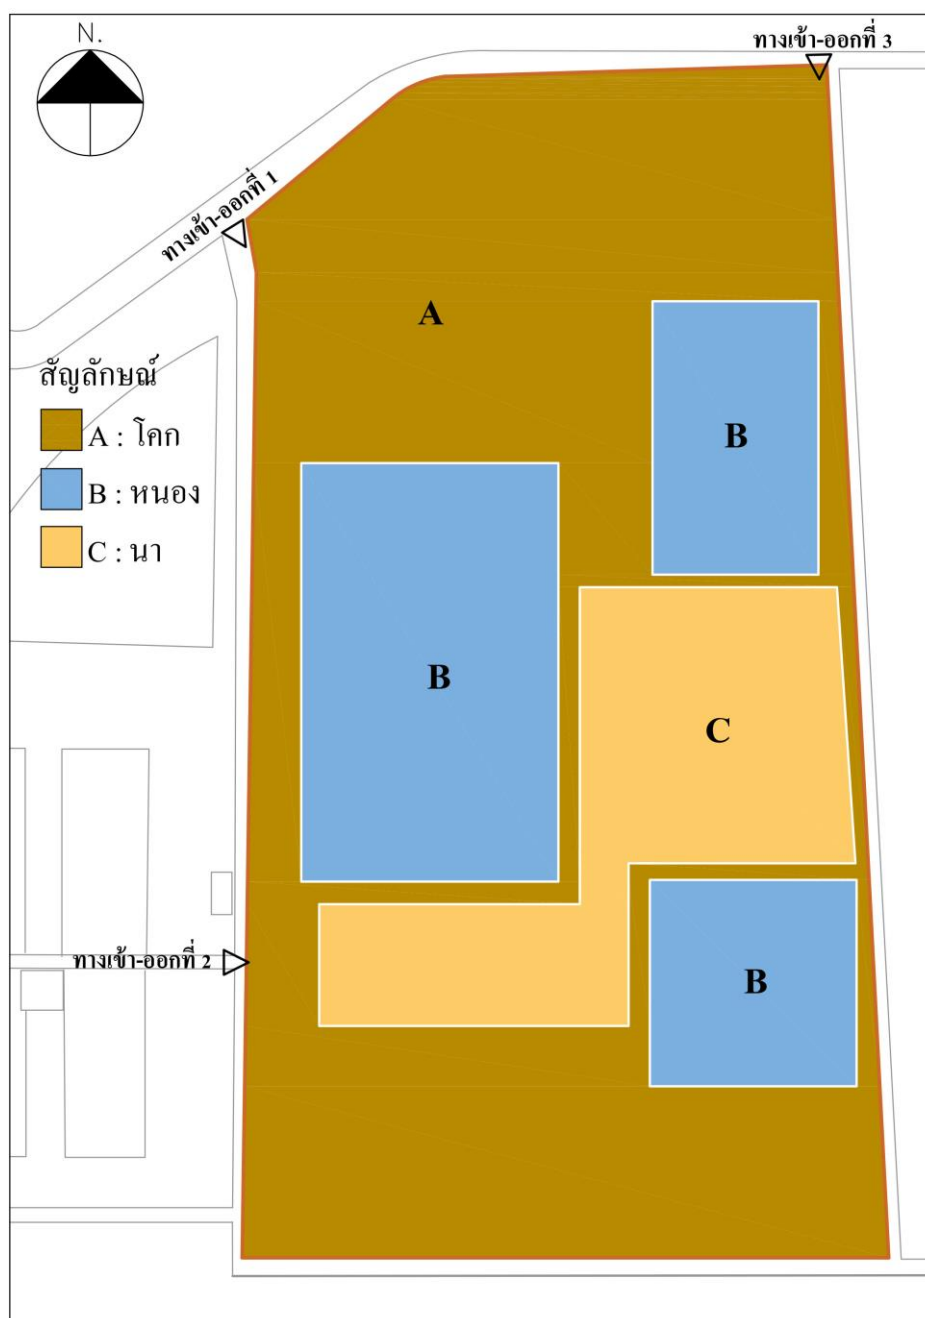 N.
ทางเข้า-ออกที่ 3
ทางเข้า-ออกที่ 1
A
สัญลักษณ์
A : โคก
B : หนอง
C : นา
B
B
C
ทางเข้า-ออกที่ 2
B